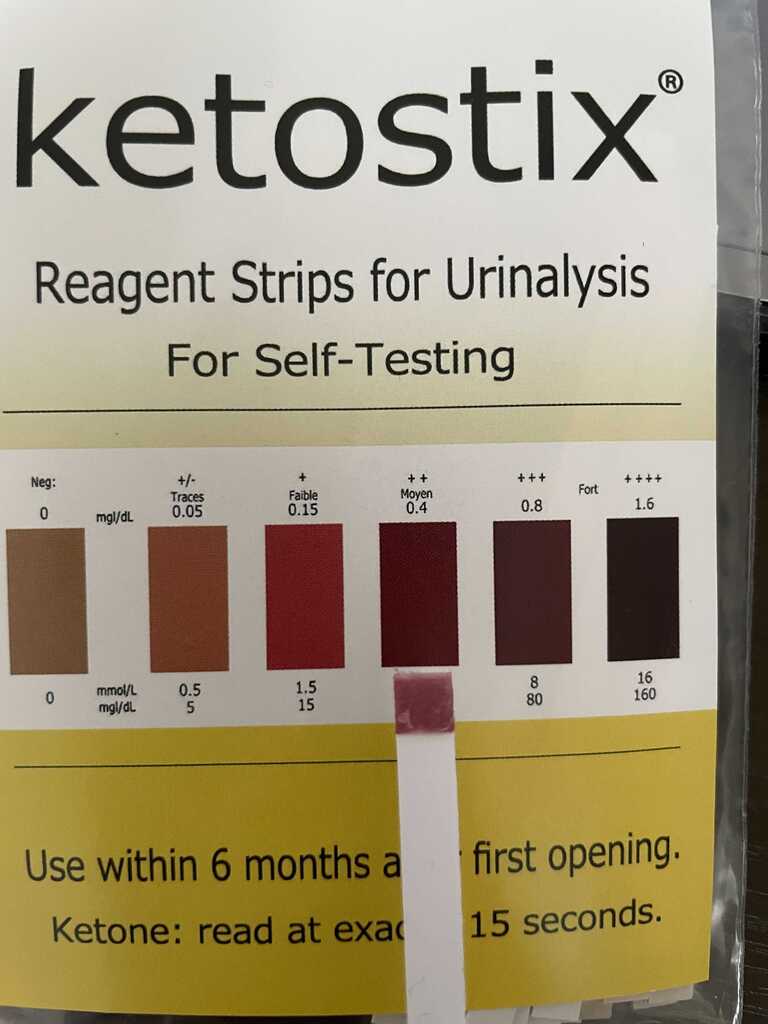 ketostix®
Reagent Strips for Urinalysis
For Self-Testing
Neg: +/- + ++ +++ Fort ++++
Traces Faible Moyen
0 mgl/dL 0.05 0.15 0.4 0.8 1.6
0 mmol/L 0.5 1.5 8 16
mgl/dL 5 15 80 160
Use within 6 months a first opening.
Ketone: read at exac 15 seconds.